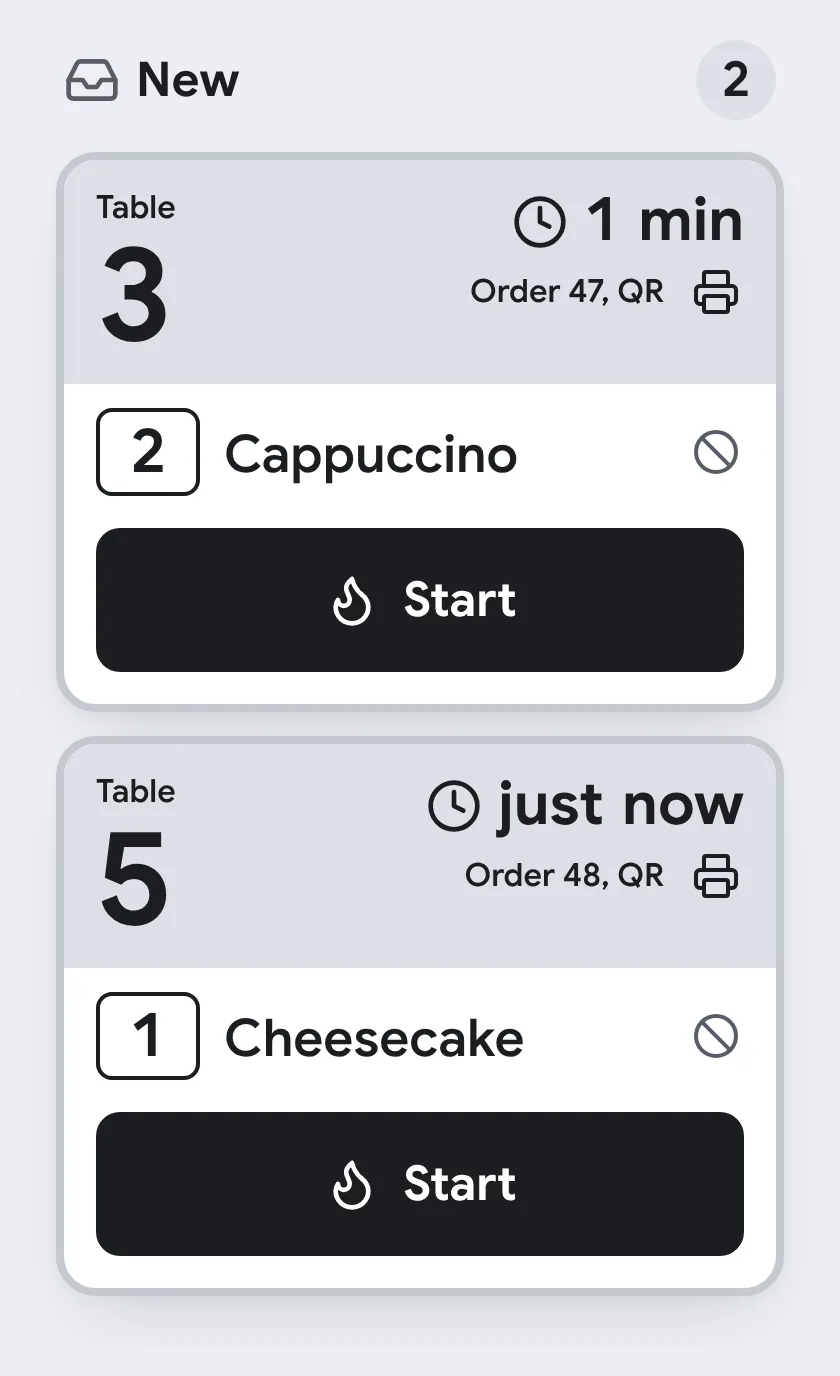 New
2
Table
3
1 min
Order 47, QR
2 Cappuccino
Start
Table
5
just now
Order 48, QR
1 Cheesecake
Start